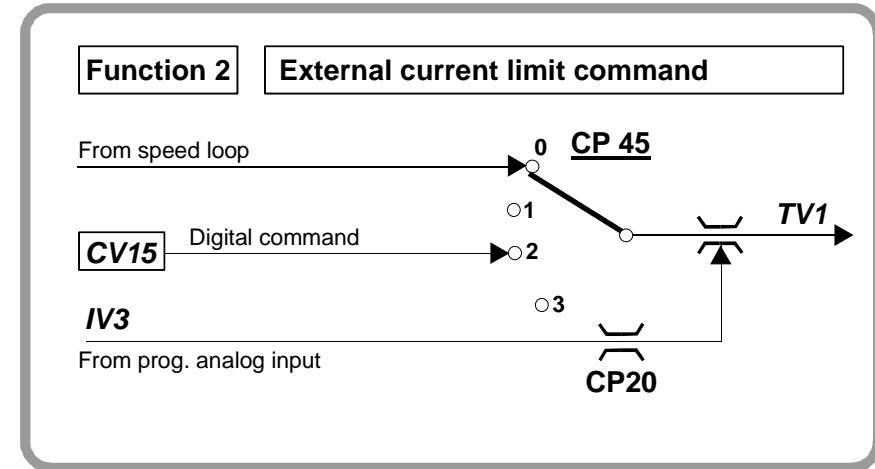 Function 2
External current limit command
From speed loop
0
CP 45
1
TV1
CV15
Digital command
2
3
IV3
From prog. analog input
CP20